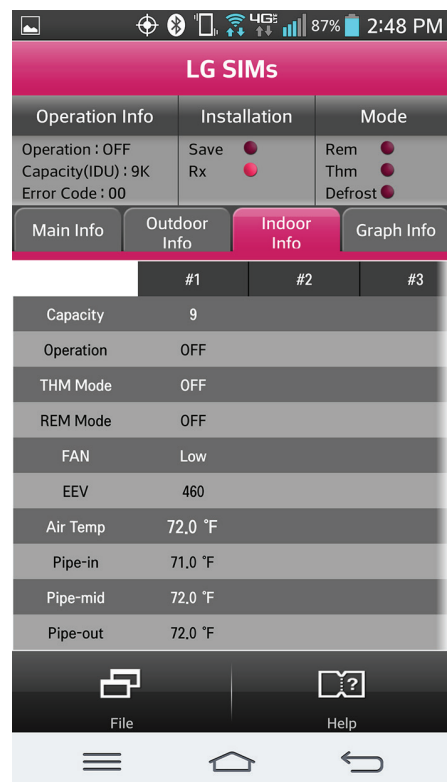 4G 87% 2:48 PM
LG SIMs
Operation Info Installation Mode
Operation : OFF Save Rem
Capacity(IDU) : 9K Rx Thm
Error Code : 00 Defrost
Main Info Outdoor Info Indoor Info Graph Info
#1 #2 #3
Capacity 9
Operation OFF
THM Mode OFF
REM Mode OFF
FAN Low
EEV 460
Air Temp 72.0 °F
Pipe-in 71.0 °F
Pipe-mid 72.0 °F
Pipe-out 72.0 °F
File Help